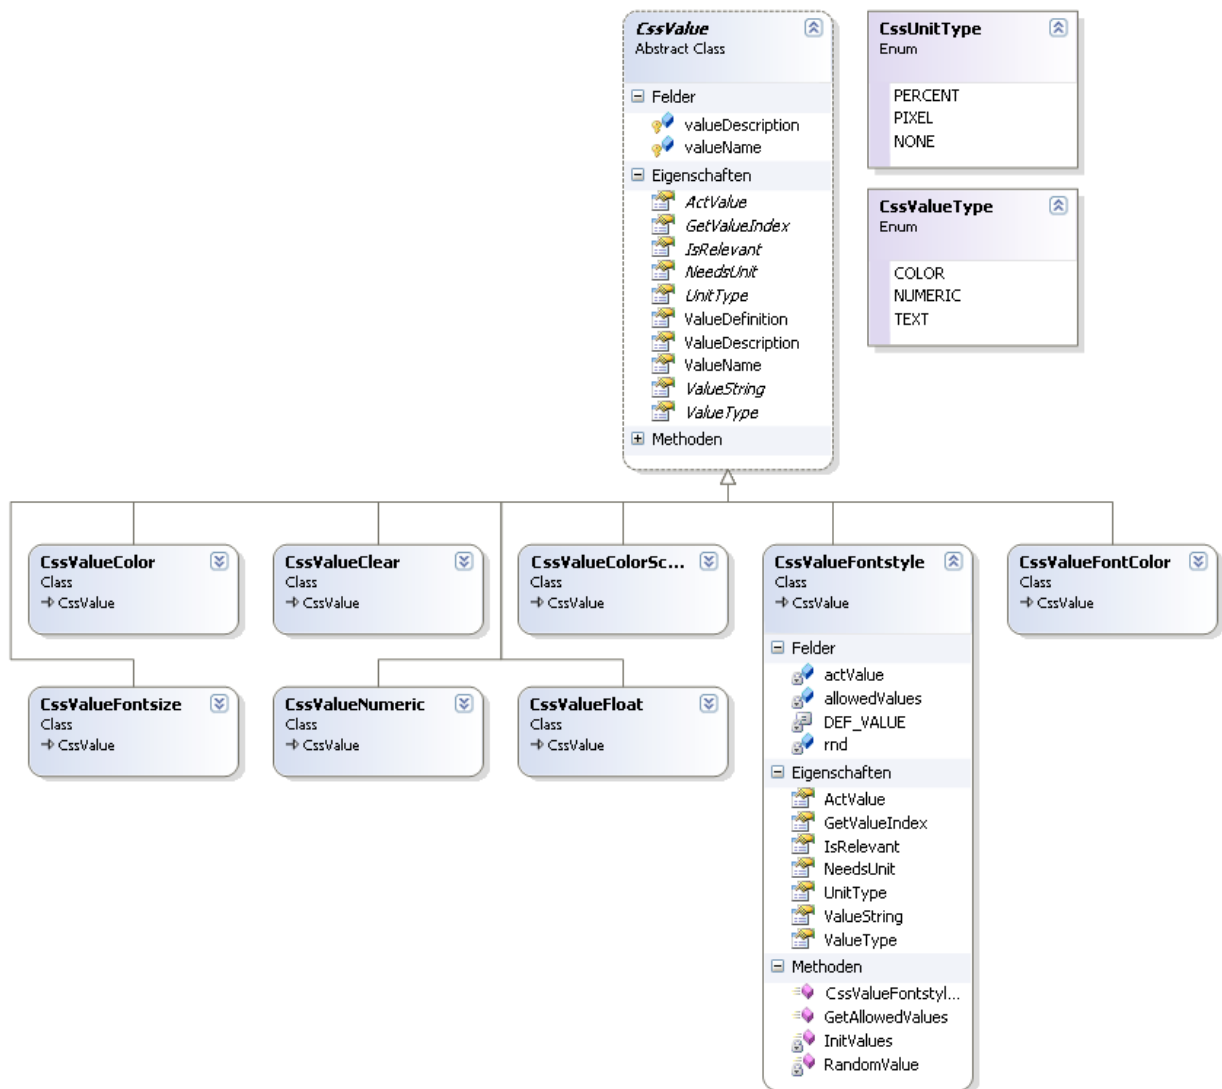 CssValue
Abstract Class
Felder
valueDescription
valueName
Eigenschaften
ActValue
GetValueIndex
IsRelevant
NeedsUnit
UnitType
ValueDefinition
ValueDescription
ValueName
ValueString
ValueType
Methoden
CssUnitType
Enum
PERCENT
PIXEL
NONE
CssValueType
Enum
COLOR
NUMERIC
TEXT
CssValueColor
Class
CssValue
CssValueClear
Class
CssValue
CssValueColorSc...
Class
CssValue
CssValueFontstyle
Class
CssValue
Felder
actValue
allowedValues
DEF_VALUE
rnd
Eigenschaften
ActValue
GetValueIndex
IsRelevant
NeedsUnit
UnitType
ValueString
ValueType
Methoden
CssValueFontstyl...
GetAllowedValues
InitValues
RandomValue
CssValueFontColor
Class
CssValue
CssValueFontsize
Class
CssValue
CssValueNumeric
Class
CssValue
CssValueFloat
Class
CssValue